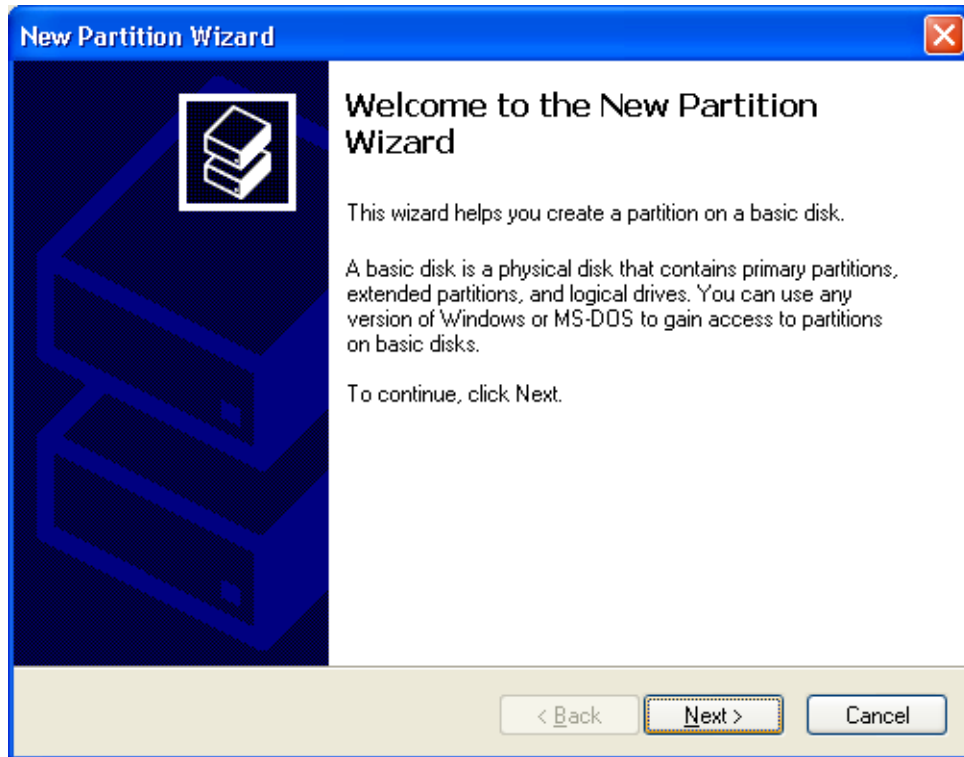 New Partition Wizard
Welcome to the New Partition
Wizard
This wizard helps you create a partition on a basic disk.
A basic disk is a physical disk that contains primary partitions,
extended partitions, and logical drives. You can use any
version of Windows or MS-DOS to gain access to partitions
on basic disks.
To continue, click Next.
< Back
Next >
Cancel